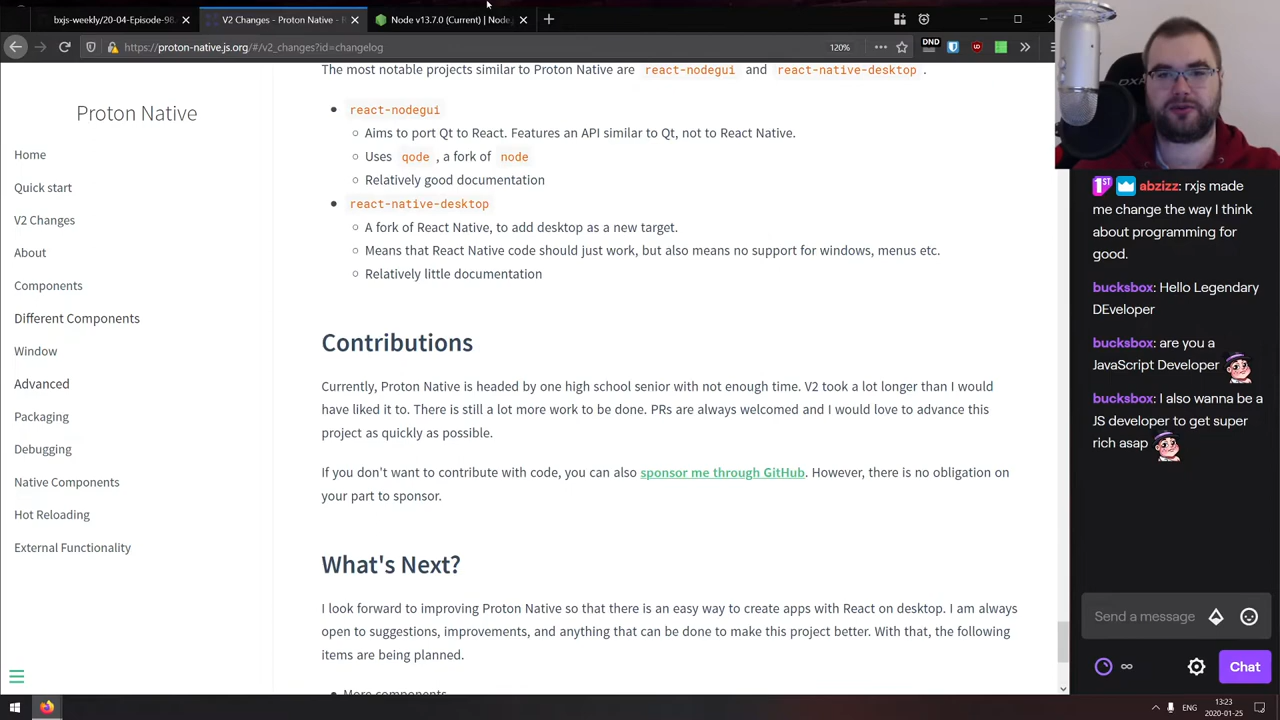 bxjs-weekly/20-04-Episode-98.
V2 Changes - Proton Native -
Node v13.7.0 (Current) | Node.
https://proton-native.js.org/#/v2_changes?id=changelog
120%
DND
The most notable projects similar to Proton Native are react-nodegui and react-native-desktop .
Proton Native
Home
Quick start
V2 Changes
About
Components
Different Components
Window
Advanced
Packaging
Debugging
Native Components
Hot Reloading
External Functionality
react-nodegui
Aims to port Qt to React. Features an API similar to Qt, not to React Native.
Uses qode , a fork of node
Relatively good documentation
react-native-desktop
A fork of React Native, to add desktop as a new target.
Means that React Native code should just work, but also means no support for windows, menus etc.
Relatively little documentation
Contributions
Currently, Proton Native is headed by one high school senior with not enough time. V2 took a lot longer than I would
have liked it to. There is still a lot more work to be done. PRs are always welcomed and I would love to advance this
project as quickly as possible.
If you don't want to contribute with code, you can also sponsor me through GitHub. However, there is no obligation on
your part to sponsor.
What's Next?
I look forward to improving Proton Native so that there is an easy way to create apps with React on desktop. I am always
open to suggestions, improvements, and anything that can be done to make this project better. With that, the following
items are being planned.
More components
1ST abzizz: rxjs made
me change the way I think
about programming for
good.
bucksbox: Hello Legendary
DEveloper
bucksbox: are you a
JavaScript Developer
bucksbox: I also wanna be a
JS developer to get super
rich asap
Send a message
∞
Chat
ENG
13:23
2020-01-25